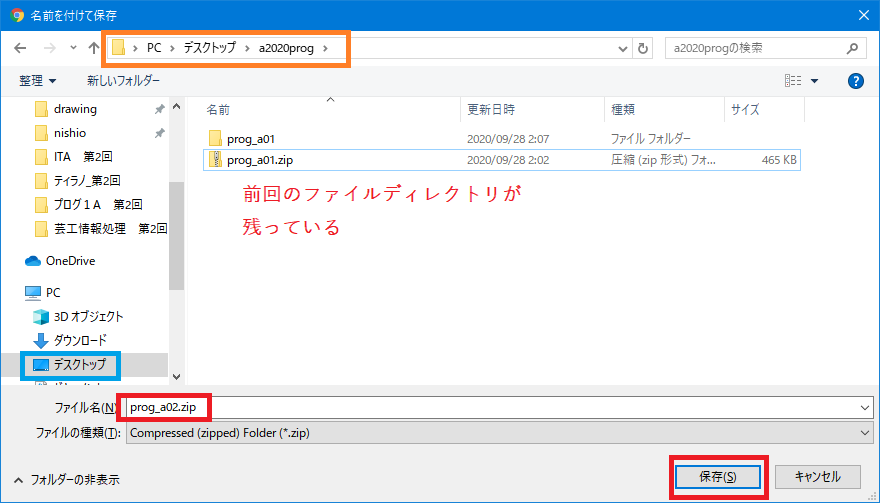 名前を付けて保存
PC › デスクトップ › a2020prog ›
a2020progの検索
整理 新しいフォルダー
名前 更新日時 種類 サイズ
drawing
nishio
ITA 第2回
ティラノ_第2回
プログ1A 第2回
芸工情報処理 第2回
OneDrive
PC
3D オブジェクト
ダウンロード
デスクトップ
prog_a01 2020/09/28 2:07 ファイル フォルダー
prog_a01.zip 2020/09/28 2:02 圧縮 (zip 形式) フォ... 465 KB
前回のファイルディレクトリが
残っている
ファイル名(N): prog_a02.zip
ファイルの種類(T): Compressed (zipped) Folder (*.zip)
フォルダーの非表示
保存(S) キャンセル